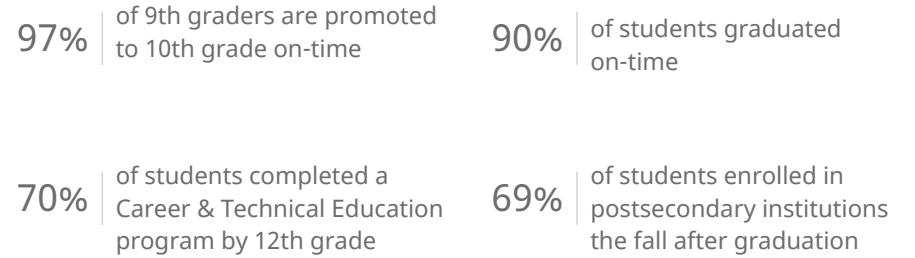 97%
of 9th graders are promoted
to 10th grade on-time
90%
of students graduated
on-time
70%
of students completed a
Career & Technical Education
program by 12th grade
69%
of students enrolled in
postsecondary institutions
the fall after graduation